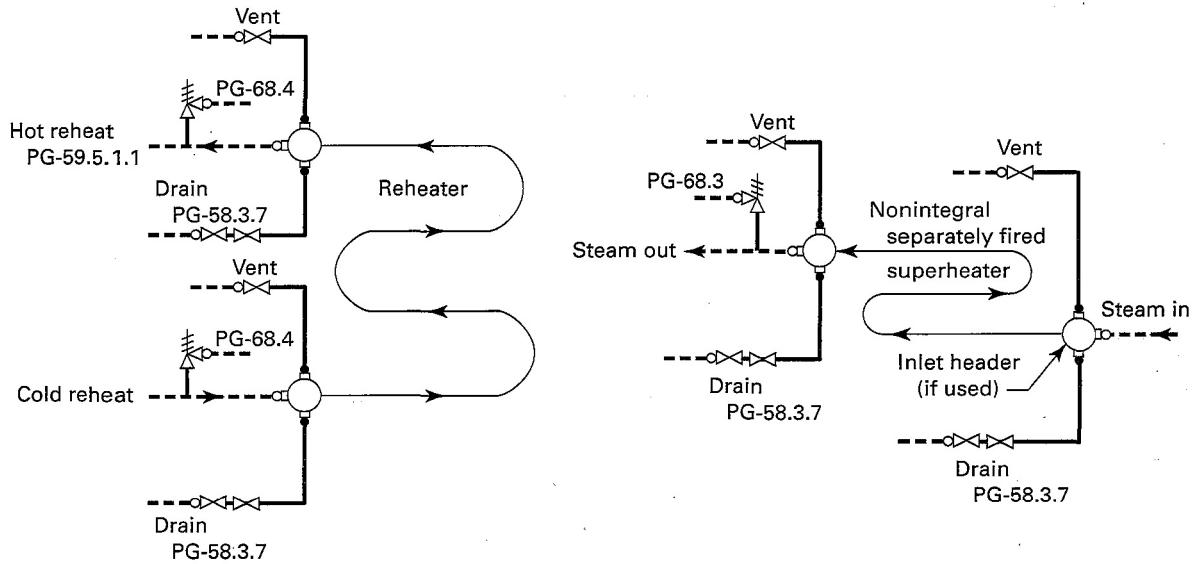 Vent
PG-68.4
Hot reheat
PG-59.5.1.1
Drain
PG-58.3.7
Reheater
Vent
PG-68.4
Cold reheat
Drain
PG-58.3.7
Vent
PG-68.3
Steam out
Drain
PG-58.3.7
Nonintegral
separately fired
superheater
Vent
Steam in
Inlet header
(if used)
Drain
PG-58.3.7